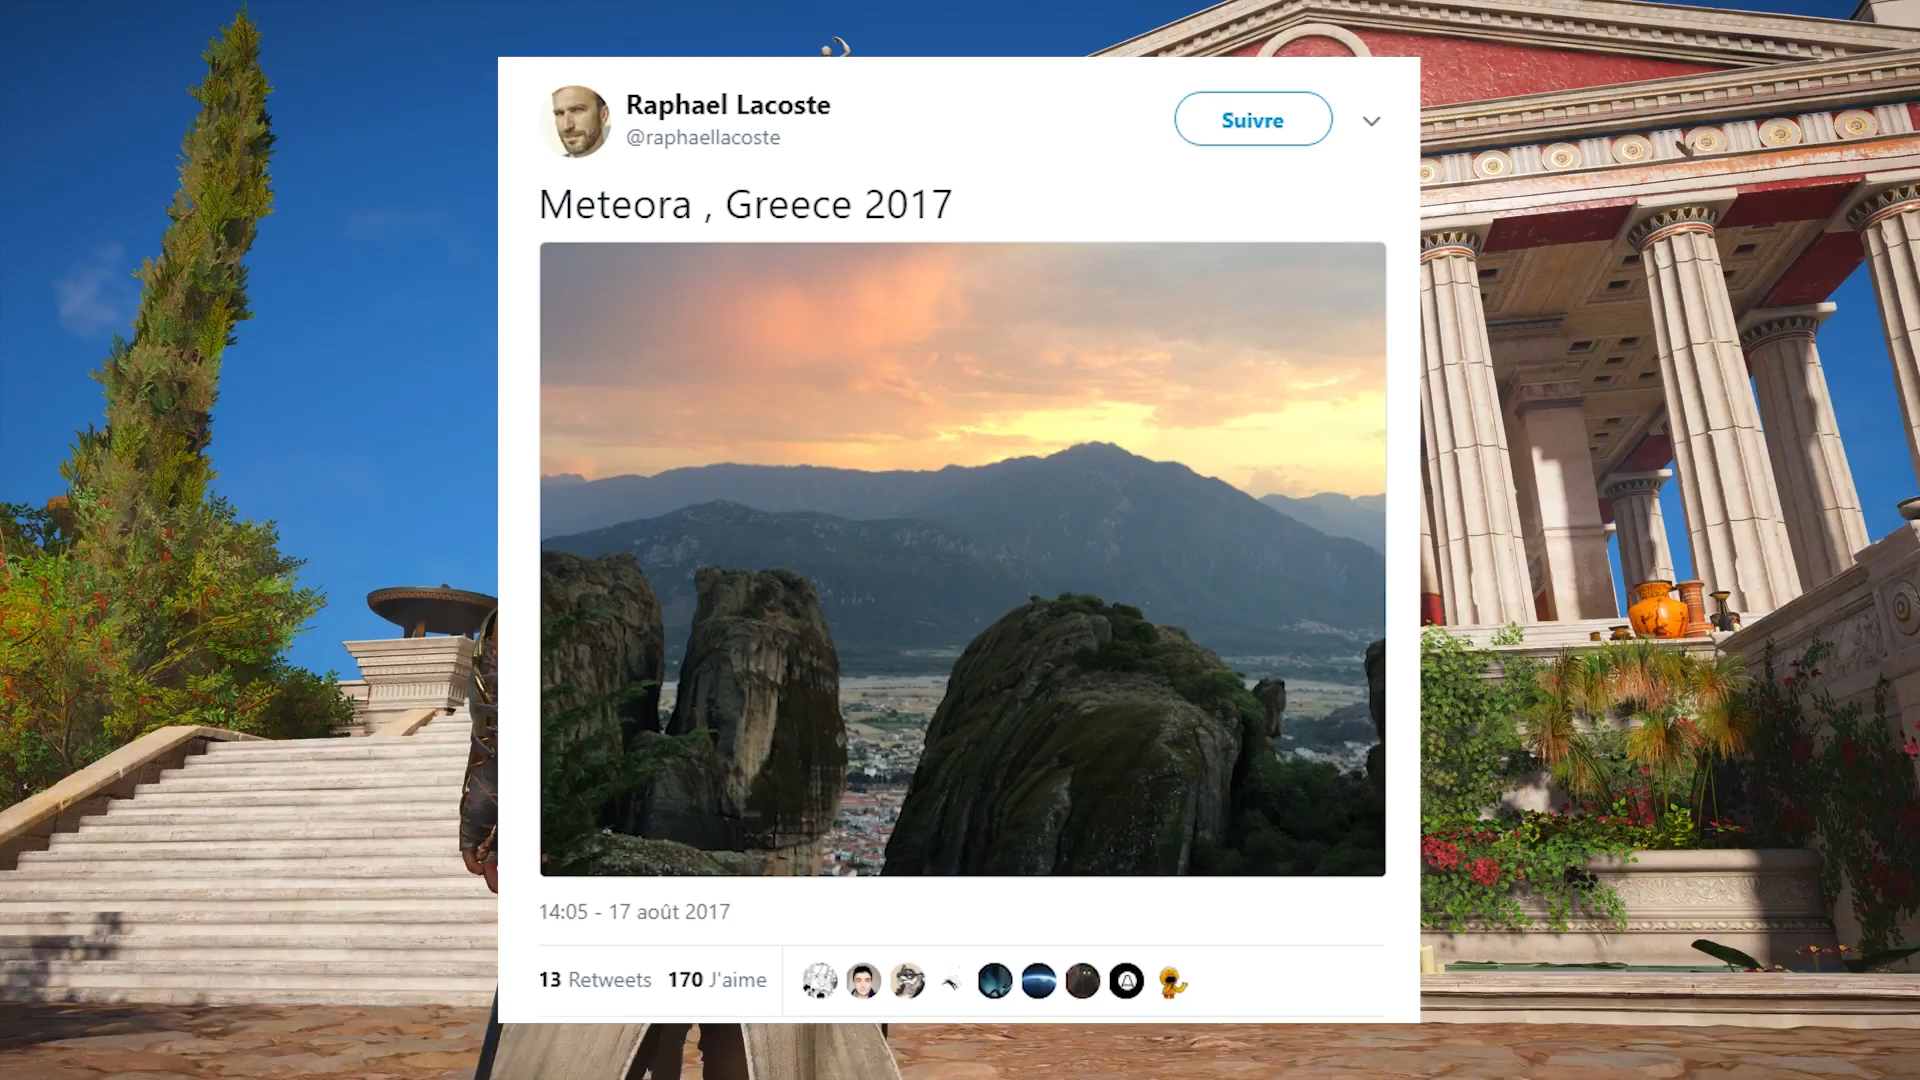 Raphael Lacoste
@raphaellacoste
Suivre
Meteora , Greece 2017
14:05 - 17 août 2017
13 Retweets 170 J'aime